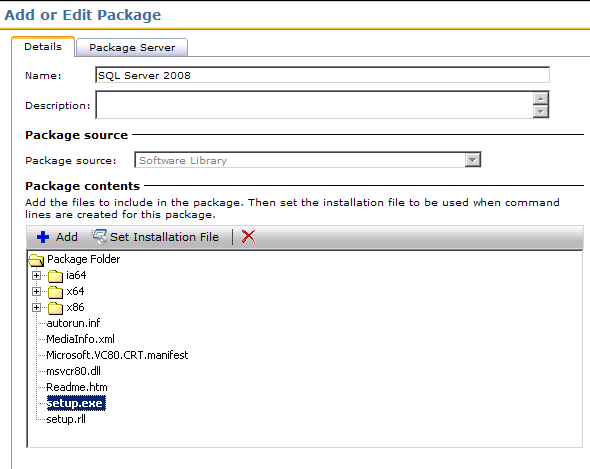 Add or Edit Package
Details
Package Server
Name:
SQL Server 2008
Description:
Package source
Package source:
Software Library
Package contents
Add the files to include in the package. Then set the installation file to be used when command
lines are created for this package.
Add
Set Installation File
Package Folder
ia64
x64
x86
autorun.inf
MediaInfo.xml
Microsoft.VC80.CRT.manifest
msvcr80.dll
Readme.htm
setup.exe
setup.rll